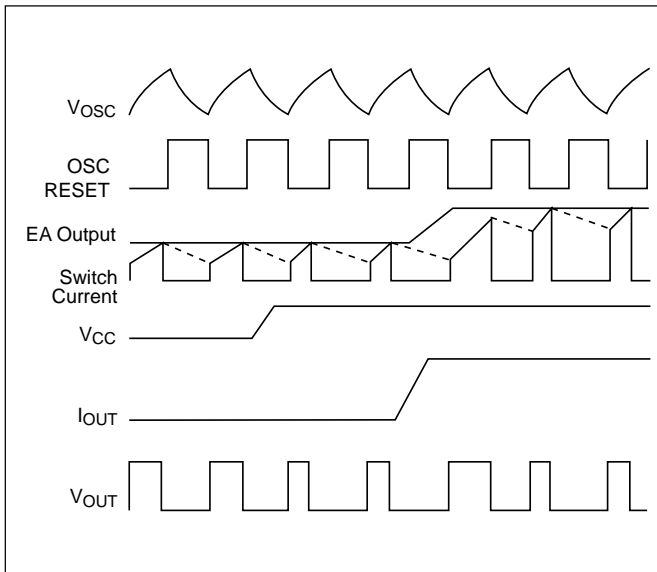 VOSC
OSC
RESET
EA Output
Switch
Current
VCC
IOUT
VOUT